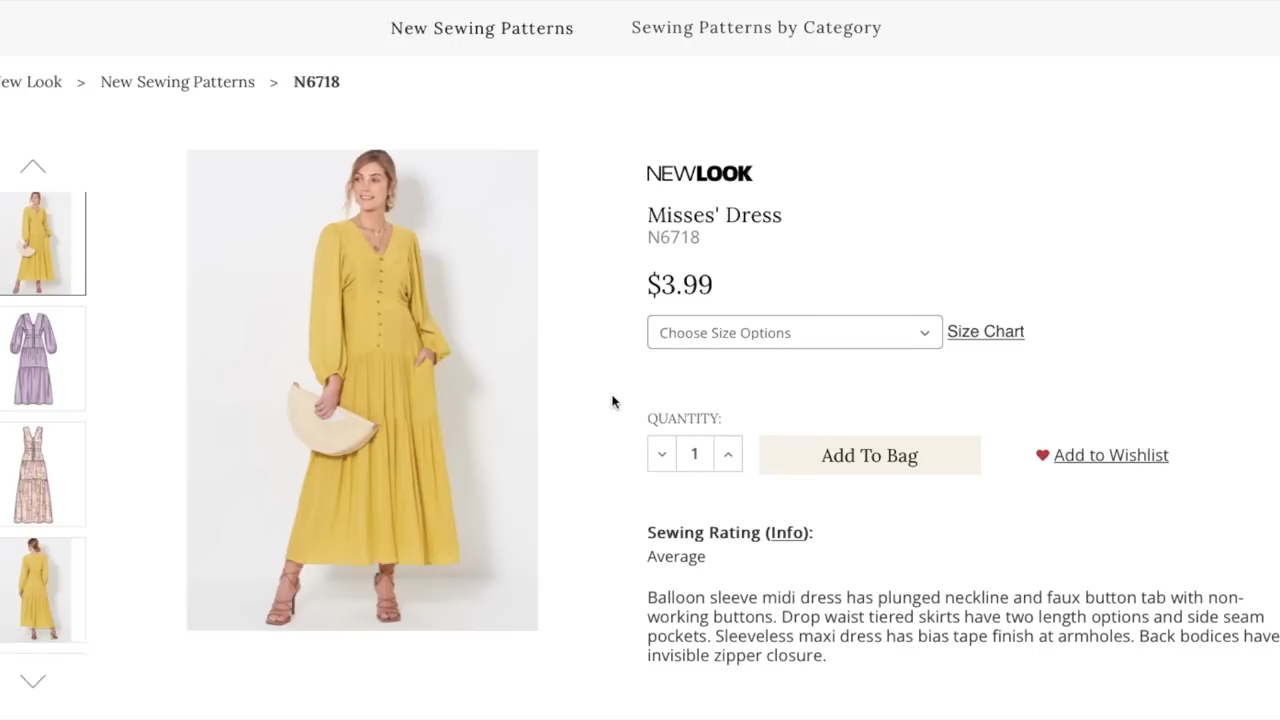 New Sewing Patterns Sewing Patterns by Category
ew Look > New Sewing Patterns > N6718
NEWLOOK
Misses' Dress
N6718
$3.99
Choose Size Options Size Chart
QUANTITY:
1 Add To Bag Add to Wishlist
Sewing Rating (Info):
Average
Balloon sleeve midi dress has plunged neckline and faux button tab with non-
working buttons. Drop waist tiered skirts have two length options and side seam
pockets. Sleeveless maxi dress has bias tape finish at armholes. Back bodices have
invisible zipper closure.